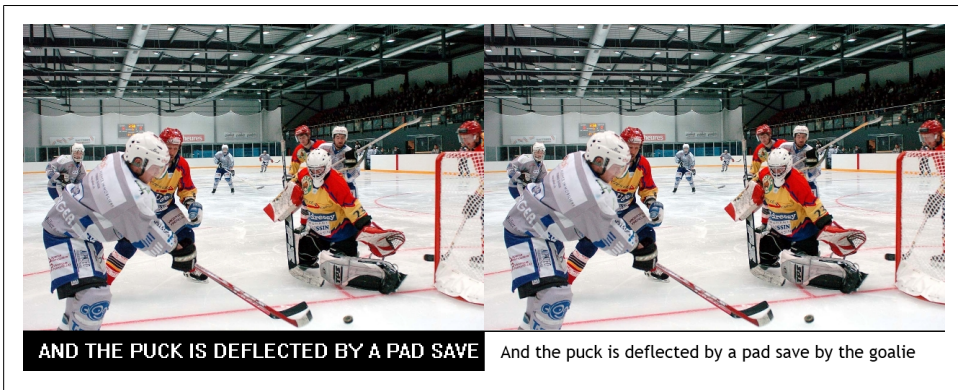 AND THE PUCK IS DEFLECTED BY A PAD SAVE
And the puck is deflected by a pad save by the goalie